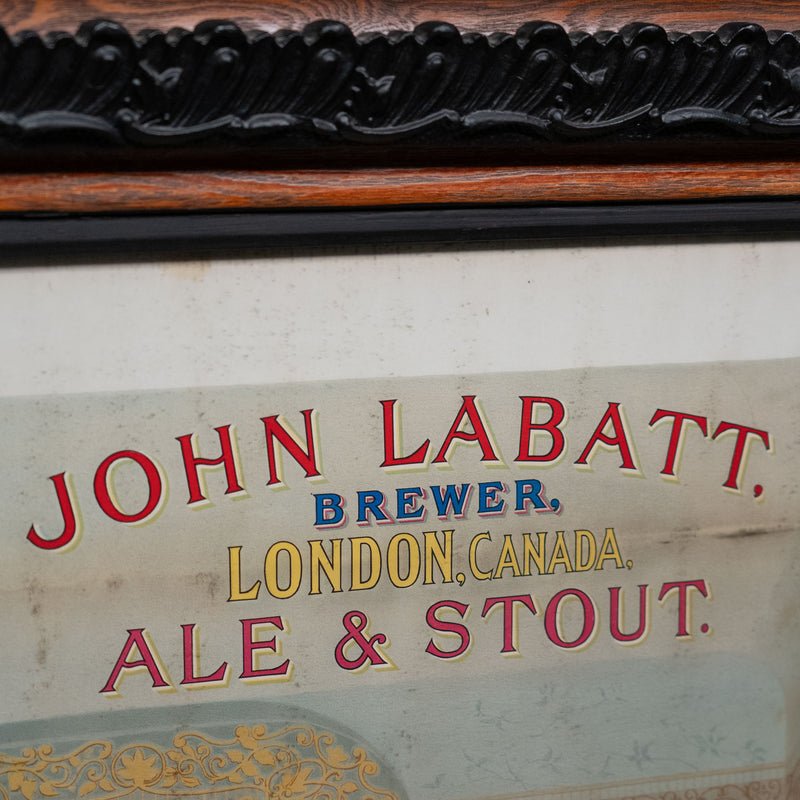 JOHN LABATT,
BREWER,
LONDON, CANADA,
ALE & STOUT.